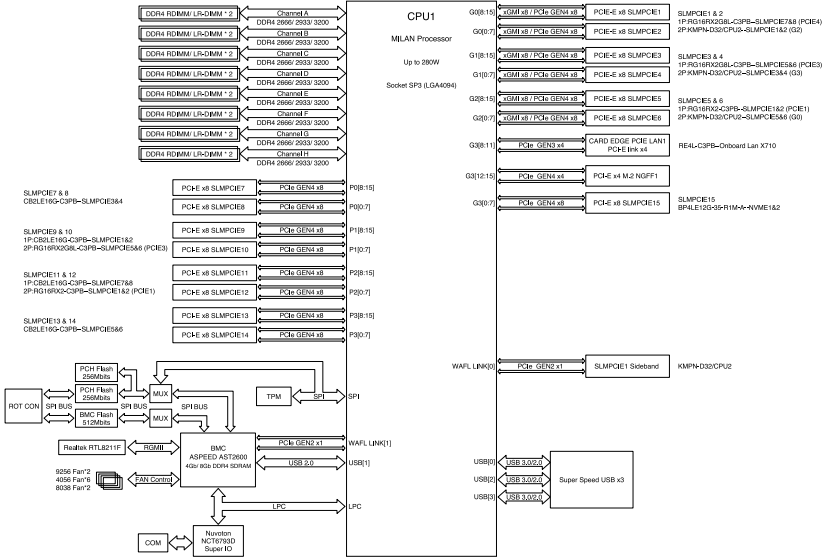 CPU1
MILAN Processor
Up to 280W
Socket SP3 (LGA4094)
DDR4 RDIMM/ LR-DIMM * 2
Channel A
DDR4 2666/ 2933/ 3200
DDR4 RDIMM/ LR-DIMM * 2
Channel B
DDR4 2666/ 2933/ 3200
DDR4 RDIMM/ LR-DIMM * 2
Channel C
DDR4 2666/ 2933/ 3200
DDR4 RDIMM/ LR-DIMM * 2
Channel D
DDR4 2666/ 2933/ 3200
DDR4 RDIMM/ LR-DIMM * 2
Channel E
DDR4 2666/ 2933/ 3200
DDR4 RDIMM/ LR-DIMM * 2
Channel F
DDR4 2666/ 2933/ 3200
DDR4 RDIMM/ LR-DIMM * 2
Channel G
DDR4 2666/ 2933/ 3200
DDR4 RDIMM/ LR-DIMM * 2
Channel H
DDR4 2666/ 2933/ 3200
SLMPCIE7 & 8
CB2LE16G-C3PB--SLMPCIE3&4
PCI-E x8 SLMPCIE7
PCIe GEN4 x8
P0[8:15]
PCI-E x8 SLMPCIE8
PCIe GEN4 x8
P0[0:7]
SLMPCIE9 & 10
1P:CB2LE16G-C3PB--SLMPCIE1&2
2P:RG16RX2G8L-C3PB--SLMPCIE5&6 (PCIE3)
PCI-E x8 SLMPCIE9
PCIe GEN4 x8
P1[8:15]
PCI-E x8 SLMPCIE10
PCIe GEN4 x8
P1[0:7]
SLMPCIE11 & 12
1P:CB2LE16G-C3PB--SLMPCIE7&8
2P:RG16RX2-C3PB--SLMPCIE1&2 (PCIE1)
PCI-E x8 SLMPCIE11
PCIe GEN4 x8
P2[8:15]
PCI-E x8 SLMPCIE12
PCIe GEN4 x8
P2[0:7]
SLMPCIE13 & 14
CB2LE16G-C3PB--SLMPCIE5&6
PCI-E x8 SLMPCIE13
PCIe GEN4 x8
P3[8:15]
PCI-E x8 SLMPCIE14
PCIe GEN4 x8
P3[0:7]
G0[8:15]
xGMI x8 / PCIe GEN4 x8
PCIE-E x8 SLMPCIE1
G0[0:7]
xGMI x8 / PCIe GEN4 x8
PCIE-E x8 SLMPCIE2
SLMPCIE1 & 2
1P:RG16RX2G8L-C3PB--SLMPCIE7&8 (PCIE4)
2P:KMPN-D32/CPU2--SLMPCIE1&2 (G2)
G1[8:15]
xGMI x8 / PCIe GEN4 x8
PCIE-E x8 SLMPCIE3
G1[0:7]
xGMI x8 / PCIe GEN4 x8
PCIE-E x8 SLMPCIE4
SLMPCIE3 & 4
1P:RG16RX2G8L-C3PB--SLMPCIE5&6 (PCIE3)
2P:KMPN-D32/CPU2--SLMPCIE3&4 (G3)
G2[8:15]
xGMI x8 / PCIe GEN4 x8
PCIE-E x8 SLMPCIE5
G2[0:7]
xGMI x8 / PCIe GEN4 x8
PCIE-E x8 SLMPCIE6
SLMPCIE5 & 6
1P:RG16RX2-C3PB--SLMPCIE1&2 (PCIE1)
2P:KMPN-D32/CPU2--SLMPCIE5&6 (G0)
G3[8:11]
PCIe GEN3 x4
CARD EDGE PCIE LAN1
PCI-E link x4
RE4L-C3PB--Onboard Lan X710
G3[12:15]
PCIe GEN4 x4
PCI-E x4 M.2 NGFF1
G3[0:7]
PCIe GEN4 x8
PCI-E x8 SLMPCIE15
SLMPCIE15
BP4LE12G-35-R1M-A--NVME1&2
WAFL LINK[0]
PCIe GEN2 x1
SLMPCIE1 Sideband
KMPN-D32/CPU2
ROT CON
SPI BUS
PCH Flash
256Mbits
PCH Flash
256Mbits
BMC Flash
512Mbits
SPI BUS
MUX
MUX
SPI BUS
TPM
SPI
SPI
Realtek RTL8211F
RGMII
BMC
ASPEED AST2600
4Gb/ 8Gb DDR4 SDRAM
PCIe GEN2 x1
WAFL LINK[1]
USB 2.0
USB[1]
9256 Fan*2
4056 Fan*6
8038 Fan*2
FAN Control
LPC
LPC
COM
Nuvoton
NCT6793D
Super IO
USB[0]
USB 3.0/2.0
USB[2]
USB 3.0/2.0
USB[3]
USB 3.0/2.0
Super Speed USB x3